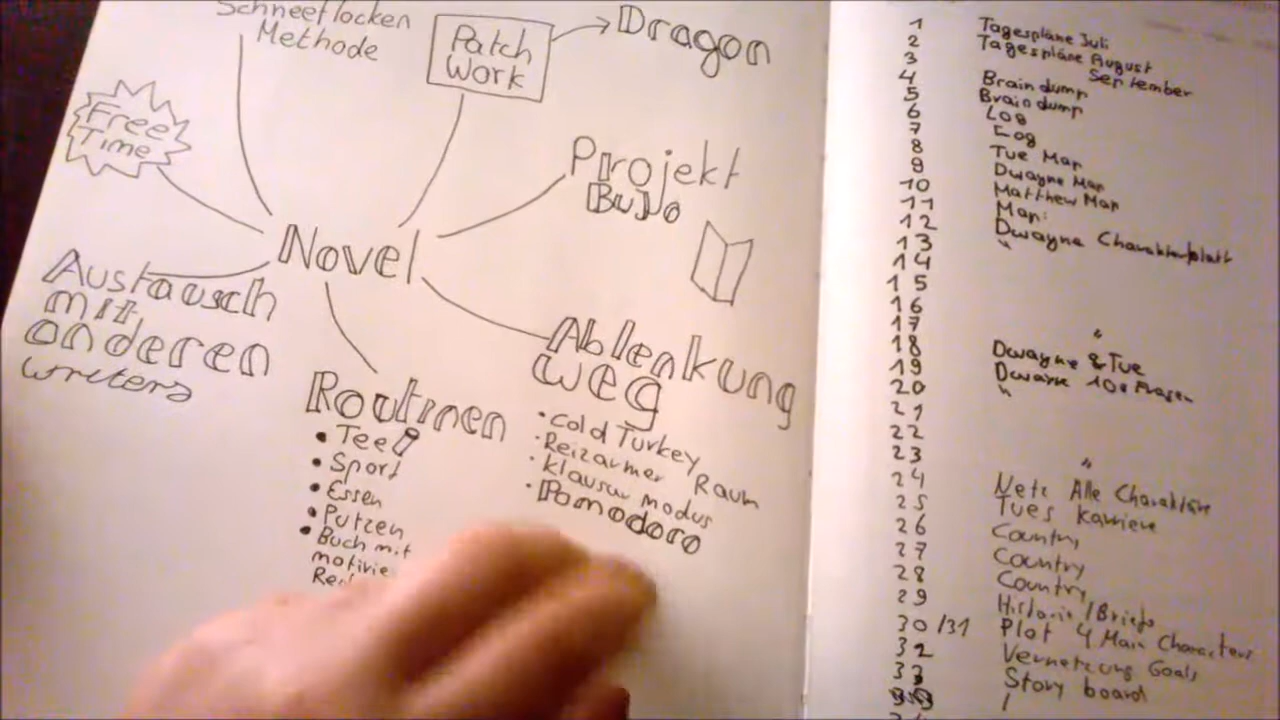 Schneeflocken
Methode
Patch
Work
Dragon
Free
Time
Projekt
BuJo
Novel
Austausch
mit
anderen
writers
Ablenkung
weg
• Cold Turkey
• Reizarmer Raum
• Klausur modus
• Pomodoro
Routinen
• Tee
• Sport
• Essen
• Putzen
• Buch mit
1 Tagespläne Juli
2 Tagespläne August
3 September
4 Brain dump
5 Brain dump
6 Log
7 Log
8 Tue Map
9 Dwayne Map
10 Matthew Map
11 Map:
12 Dwayne Charakterblatt
13 "
14
15
16
17 "
18 Dwayne & Tue
19 Dwayne 10 Fragen
20 "
21
22
23 "
24 Netz Alle Charaktäre
25 Tues Karriere
26 Country
27 Country
28 Country
29 Historie/Briefe
30/31 Plot 4 Main Characters
32 Vernetzung Goals
33 Story board